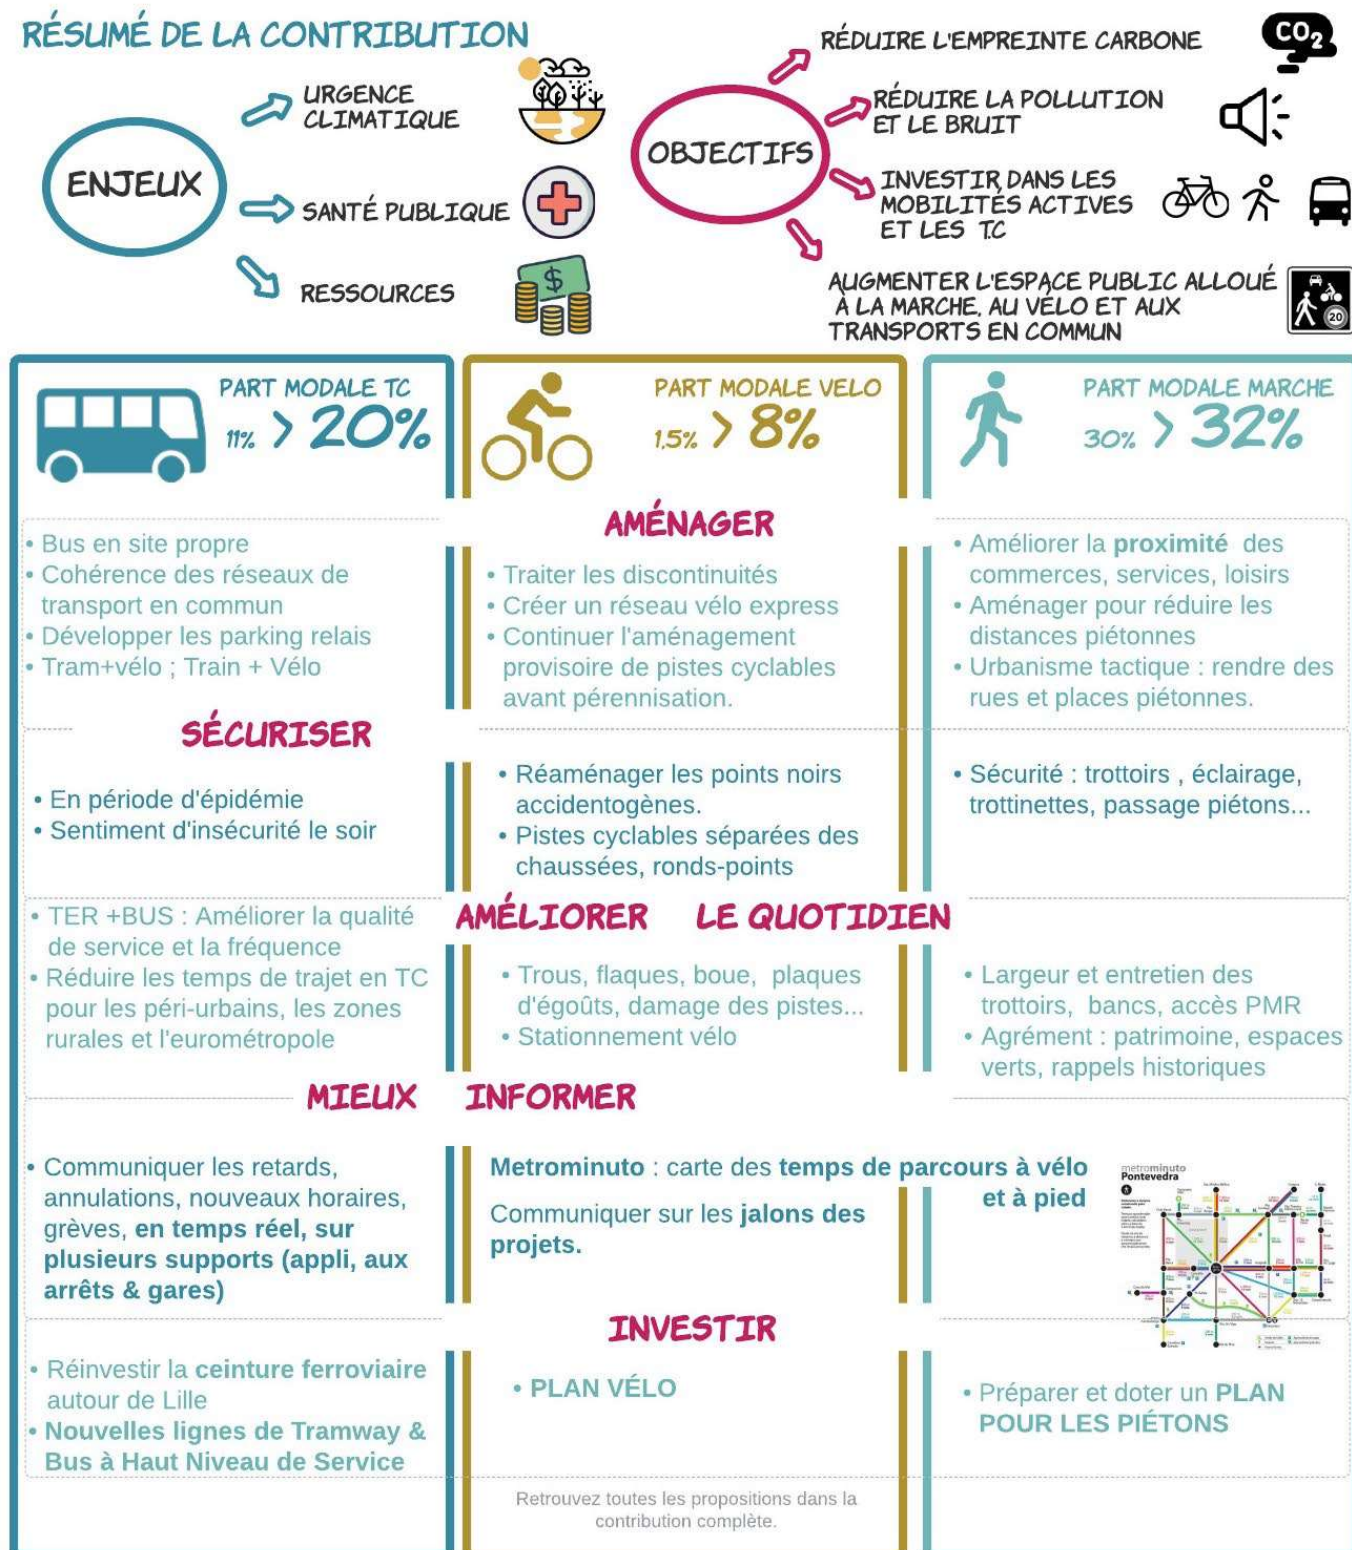 RÉSUMÉ DE LA CONTRIBUTION
ENJEUX
URGENCE
CLIMATIQUE
SANTÉ PUBLIQUE
RESSOURCES
$
OBJECTIFS
RÉDUIRE L'EMPREINTE CARBONE
CO2
RÉDUIRE LA POLLUTION
ET LE BRUIT
INVESTIR DANS LES
MOBILITÉS ACTIVES
ET LES TC
AUGMENTER L'ESPACE PUBLIC ALLOUÉ
À LA MARCHE, AU VÉLO ET AUX
TRANSPORTS EN COMMUN
20
PART MODALE TC
11% > 20%
PART MODALE VELO
1,5% > 8%
PART MODALE MARCHE
30% > 32%
AMÉNAGER
• Bus en site propre
• Cohérence des réseaux de
transport en commun
• Développer les parking relais
• Tram+vélo ; Train + Vélo
• Traiter les discontinuités
• Créer un réseau vélo express
• Continuer l'aménagement
provisoire de pistes cyclables
avant pérennisation.
• Améliorer la proximité des
commerces, services, loisirs
• Aménager pour réduire les
distances piétonnes
• Urbanisme tactique : rendre des
rues et places piétonnes.
SÉCURISER
• En période d'épidémie
• Sentiment d'insécurité le soir
• Réaménager les points noirs
accidentogènes.
• Pistes cyclables séparées des
chaussées, ronds-points
• Sécurité : trottoirs , éclairage,
trottinettes, passage piétons...
AMÉLIORER LE QUOTIDIEN
• TER +BUS : Améliorer la qualité
de service et la fréquence
• Réduire les temps de trajet en TC
pour les péri-urbains, les zones
rurales et l'eurométropole
• Trous, flaques, boue, plaques
d'égoûts, damage des pistes...
• Stationnement vélo
• Largeur et entretien des
trottoirs, bancs, accès PMR
• Agrément : patrimoine, espaces
verts, rappels historiques
MIEUX INFORMER
• Communiquer les retards,
annulations, nouveaux horaires,
grèves, en temps réel, sur
plusieurs supports (appli, aux
arrêts & gares)
Metrominuto : carte des temps de parcours à vélo
et à pied
Communiquer sur les jalons des
projets.
metrominuto
Pontevedra
INVESTIR
• Réinvestir la ceinture ferroviaire
autour de Lille
• Nouvelles lignes de Tramway &
Bus à Haut Niveau de Service
• PLAN VÉLO
• Préparer et doter un PLAN
POUR LES PIÉTONS
Retrouvez toutes les propositions dans la
contribution complète.